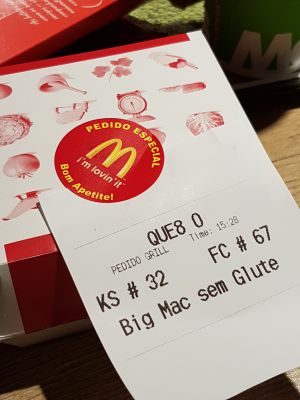 PEDIDO ESPECIAL
M
i'm lovin' it
Bom Apetite!
QUE8 O
Time: 15:28
PEDIDO GRILL
KS # 32
FC # 67
Big Mac sem Glute